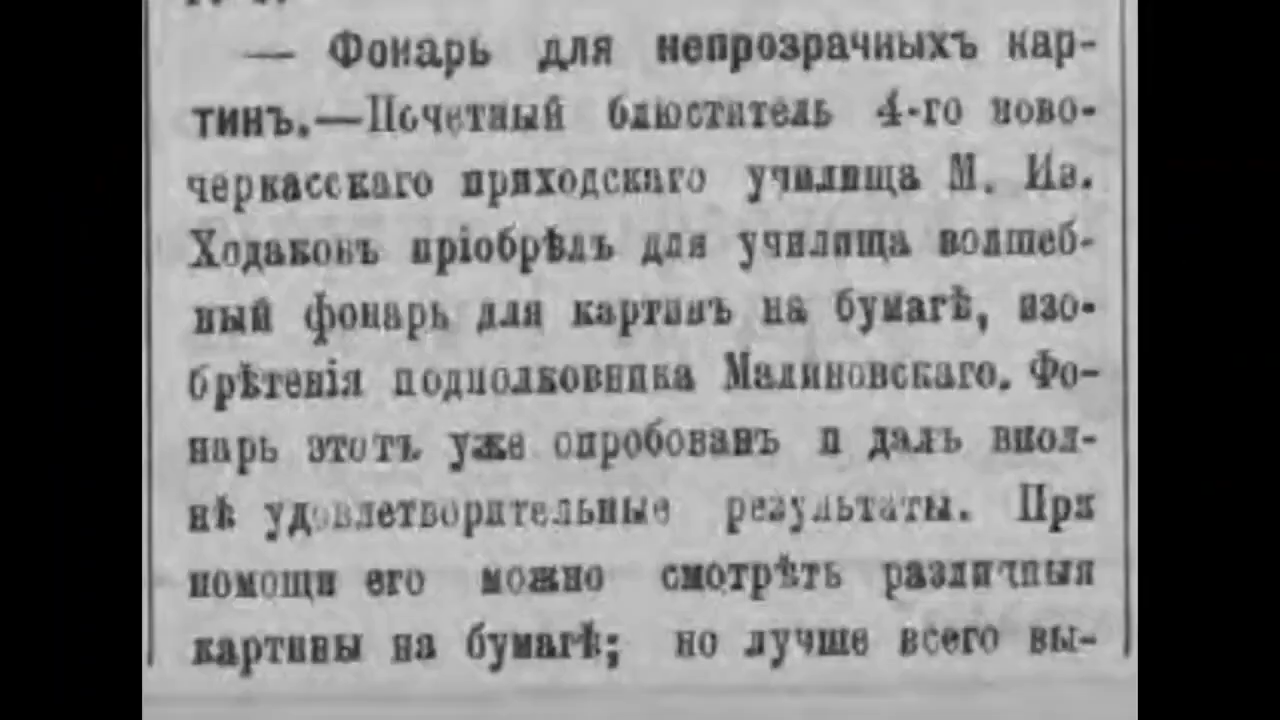 — Фонарь для непрозрачныхъ кар-
тинъ.—Почетный блюститель 4-го ново-
черкасскаго приходскаго училища М. Ив.
Ходаковъ пріобрѣлъ для училища волшеб-
ный фонарь для картинъ на бумагѣ, изо-
брѣтенія подполковника Малиновскаго. Фо-
нарь этотъ уже опробованъ и далъ впол-
нѣ удовлетворительные результаты. При
помощи его можно смотрѣть различныя
картины на бумагѣ; но лучше всего вы-